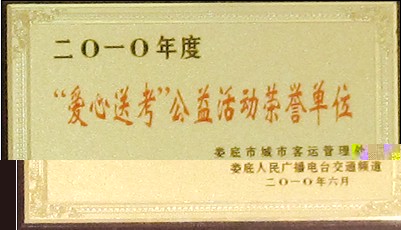 二〇一〇年度
“爱心送考”公益活动荣誉单位
娄底市城市客运管理
娄底人民广播电台交通频道
二〇一〇年六月